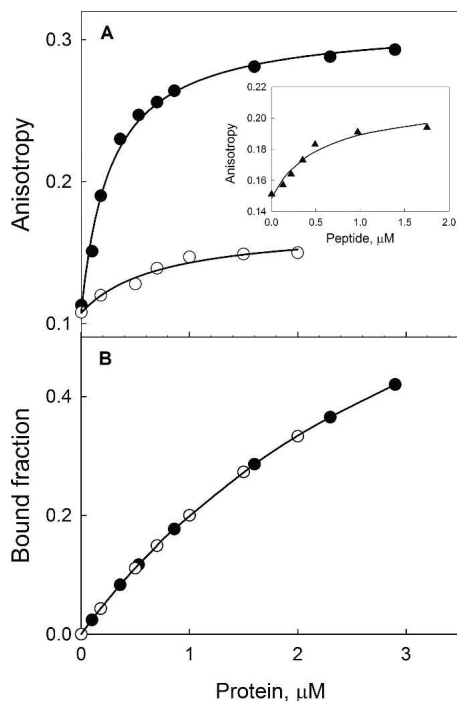 A
0.3
0.2
0.1
Anisotropy
0.22
0.20
0.18
0.16
0.14
Anisotropy
0.0 0.5 1.0 1.5 2.0
Peptide, μM
B
0.4
0.2
0.0
Bound fraction
0 1 2 3
Protein, μM